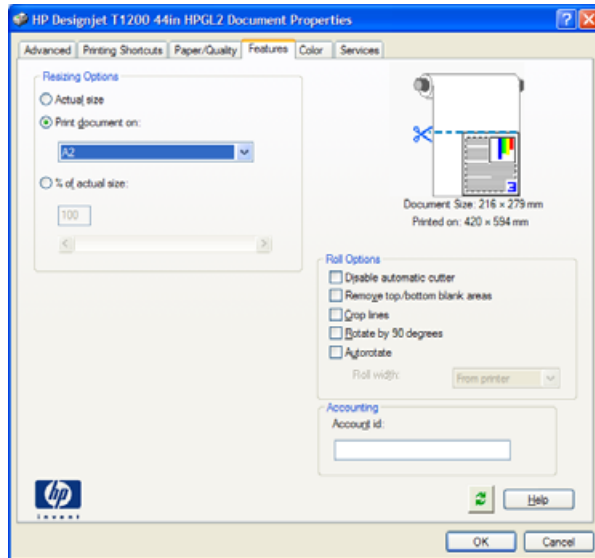 HP Designjet T1200 44in HPGL2 Document Properties
Advanced Printing Shortcuts Paper/Quality Features Color Services
Resizing Options
Actual size
Print document on:
A2
% of actual size:
100
Document Size: 216 × 279 mm
Printed on: 420 × 594 mm
Roll Options
Disable automatic cutter
Remove top/bottom blank areas
Crop lines
Rotate by 90 degrees
Autorotate
Roll width: From printer
Accounting
Account id:
hp
invent
Help
OK Cancel